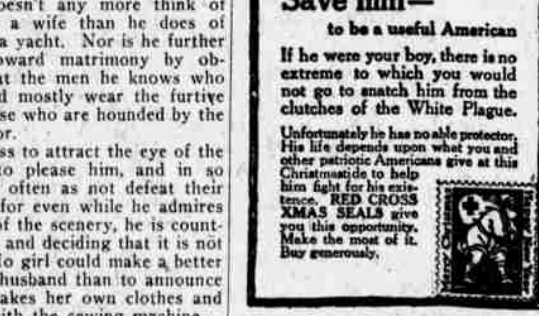 esn't any more think of
a wife than he does of
a yacht. Nor is he further
oward matrimony by ob-
at the men he knows who
d mostly wear the furtive
se who are hounded by the
or.
ss to attract the eye of the
to please him, and in so
often as not defeat their
for even while he admires
of the scenery, he is count-
and deciding that it is not
No girl could make a better
husband than to announce
akes her own clothes and
with the sewing machine.
Save him—
to be a useful American
If he were your boy, there is no
extreme to which you would
not go to snatch him from the
clutches of the White Plague.
Unfortunately he has no able protector.
His life depends upon what you and
other patriotic Americans give at this
Christmastide to help
him fight for his exis-
tence. RED CROSS
XMAS SEALS give
you this opportunity.
Make the most of it.
Buy generously.